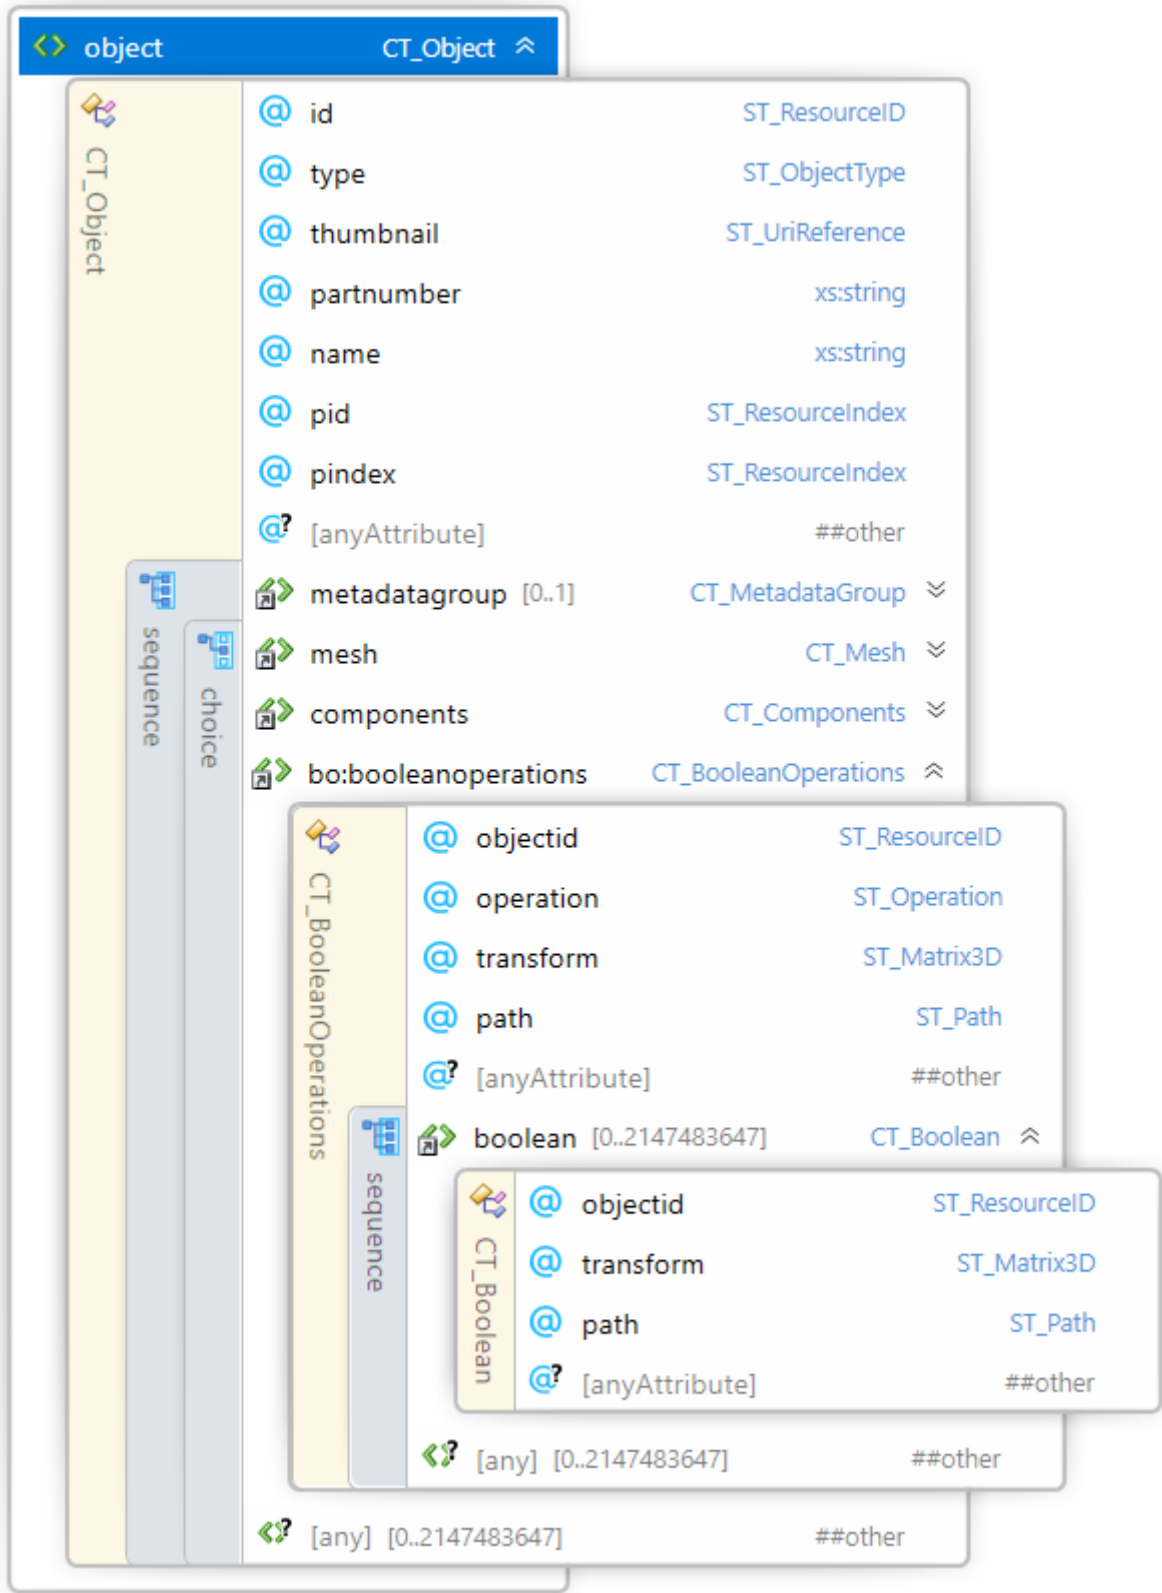 object CT_Object
CT_Object
id ST_ResourceID
type ST_ObjectType
thumbnail ST_UriReference
partnumber xs:string
name xs:string
pid ST_ResourceIndex
pindex ST_ResourceIndex
[anyAttribute] ##other
sequence
metadatagroup [0..1] CT_MetadataGroup
choice
mesh CT_Mesh
components CT_Components
bo:booleanoperations CT_BooleanOperations
CT_BooleanOperations
objectid ST_ResourceID
operation ST_Operation
transform ST_Matrix3D
path ST_Path
[anyAttribute] ##other
sequence
boolean [0..2147483647] CT_Boolean
CT_Boolean
objectid ST_ResourceID
transform ST_Matrix3D
path ST_Path
[anyAttribute] ##other
[any] [0..2147483647] ##other
[any] [0..2147483647] ##other